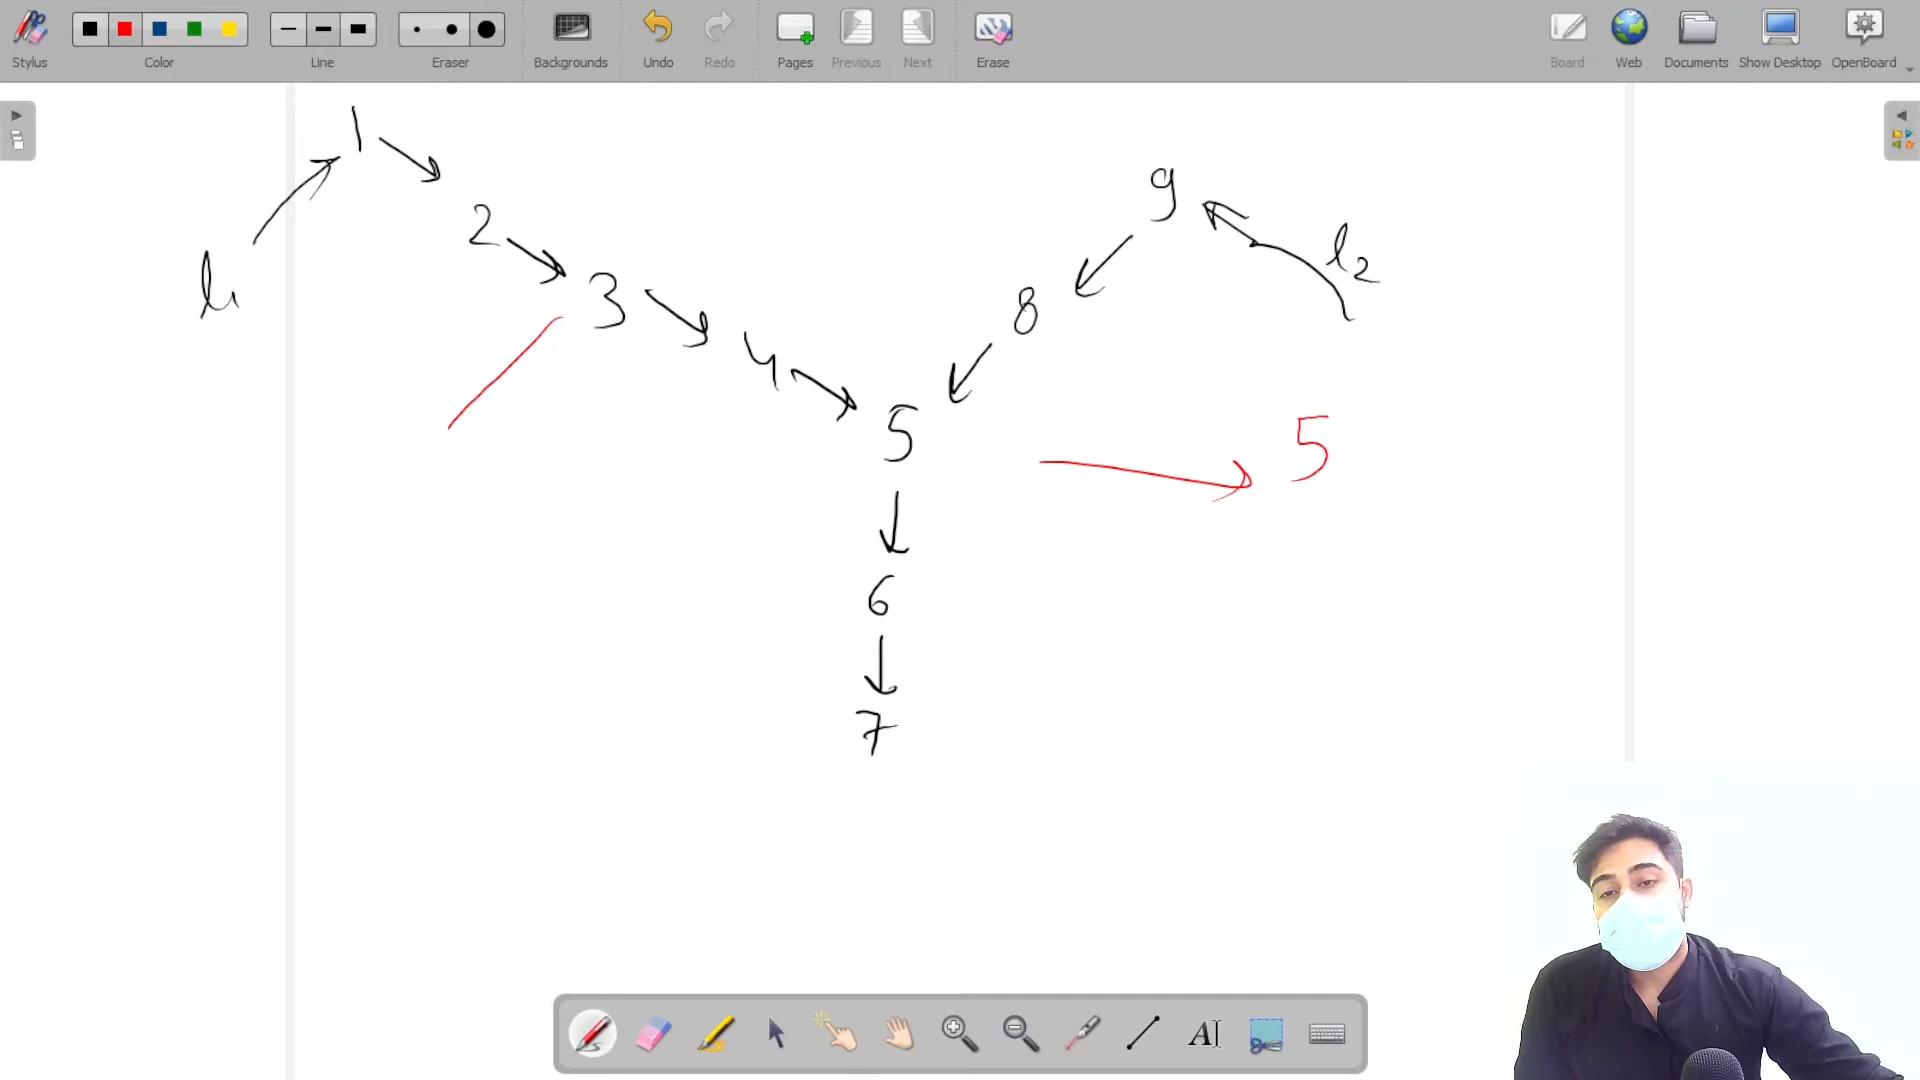 Stylus
Color
Line
Eraser
Backgrounds
Undo
Redo
Pages
Previous
Next
Erase
Board
Web
Documents
Show Desktop
OpenBoard
1
2
3
4
5
6
7
8
9
l1
l2
5
AI